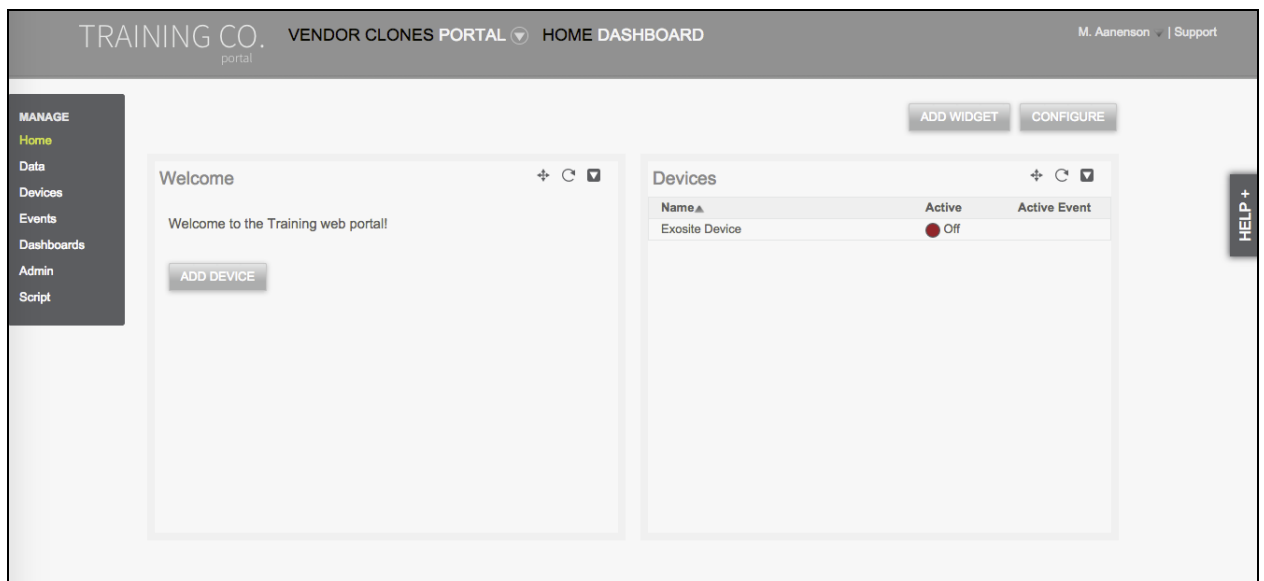 TRAINING CO.
portal
VENDOR CLONES PORTAL HOME DASHBOARD
M. Aanenson | Support
MANAGE
Home
Data
Devices
Events
Dashboards
Admin
Script
ADD WIDGET CONFIGURE
Welcome
Welcome to the Training web portal!
ADD DEVICE
Devices
Name Active Active Event
Exosite Device Off
HELP +